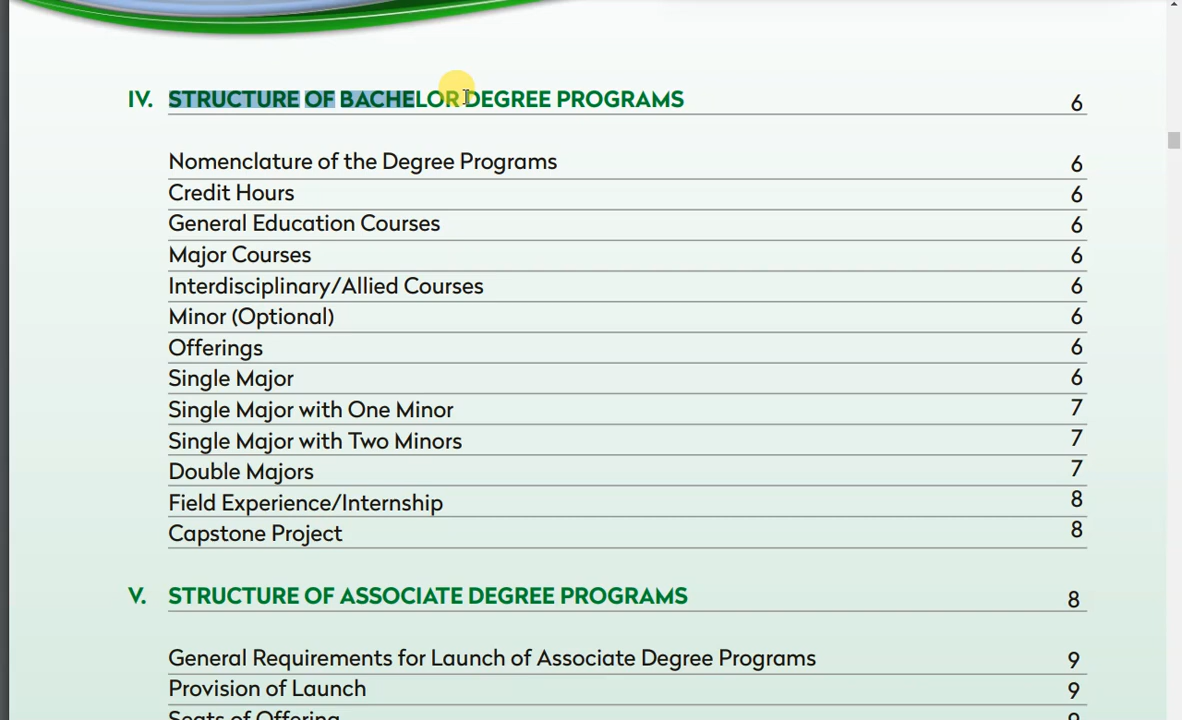 IV. STRUCTURE OF BACHELOR DEGREE PROGRAMS 6
Nomenclature of the Degree Programs 6
Credit Hours 6
General Education Courses 6
Major Courses 6
Interdisciplinary/Allied Courses 6
Minor (Optional) 6
Offerings 6
Single Major 6
Single Major with One Minor 7
Single Major with Two Minors 7
Double Majors 7
Field Experience/Internship 8
Capstone Project 8
V. STRUCTURE OF ASSOCIATE DEGREE PROGRAMS 8
General Requirements for Launch of Associate Degree Programs 9
Provision of Launch 9
Seats of Offering 9